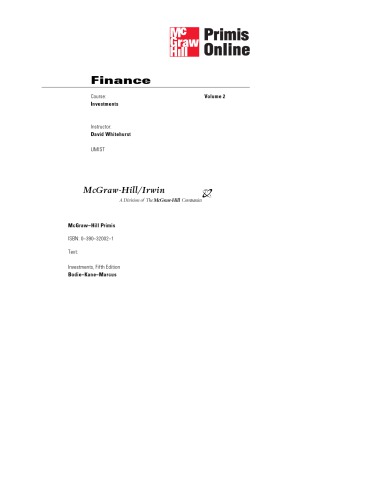 Mc
Graw
Hill
Primis
Online
Finance
Course
Volume 2
Investments
Instructor
David Whitehurst
UMIST
McGraw-Hill/Irwin
A Division of The McGraw-Hill Companies
McGraw−Hill Primis
ISBN: 0−390−32002−1
Text:
Investments, Fifth Edition
Bodie−Kane−Marcus